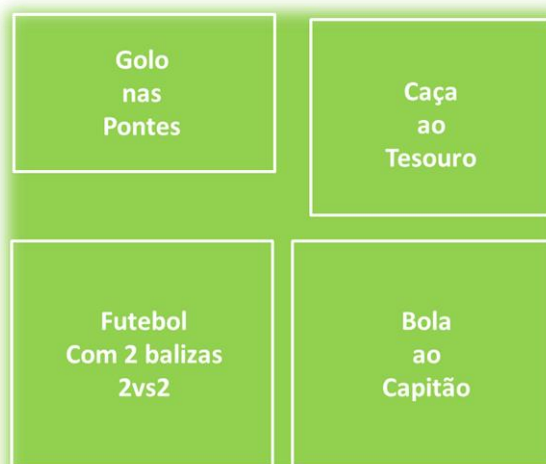 Golo
nas
Pontes
Caça
ao
Tesouro
Futebol
Com 2 balizas
2vs2
Bola
ao
Capitão